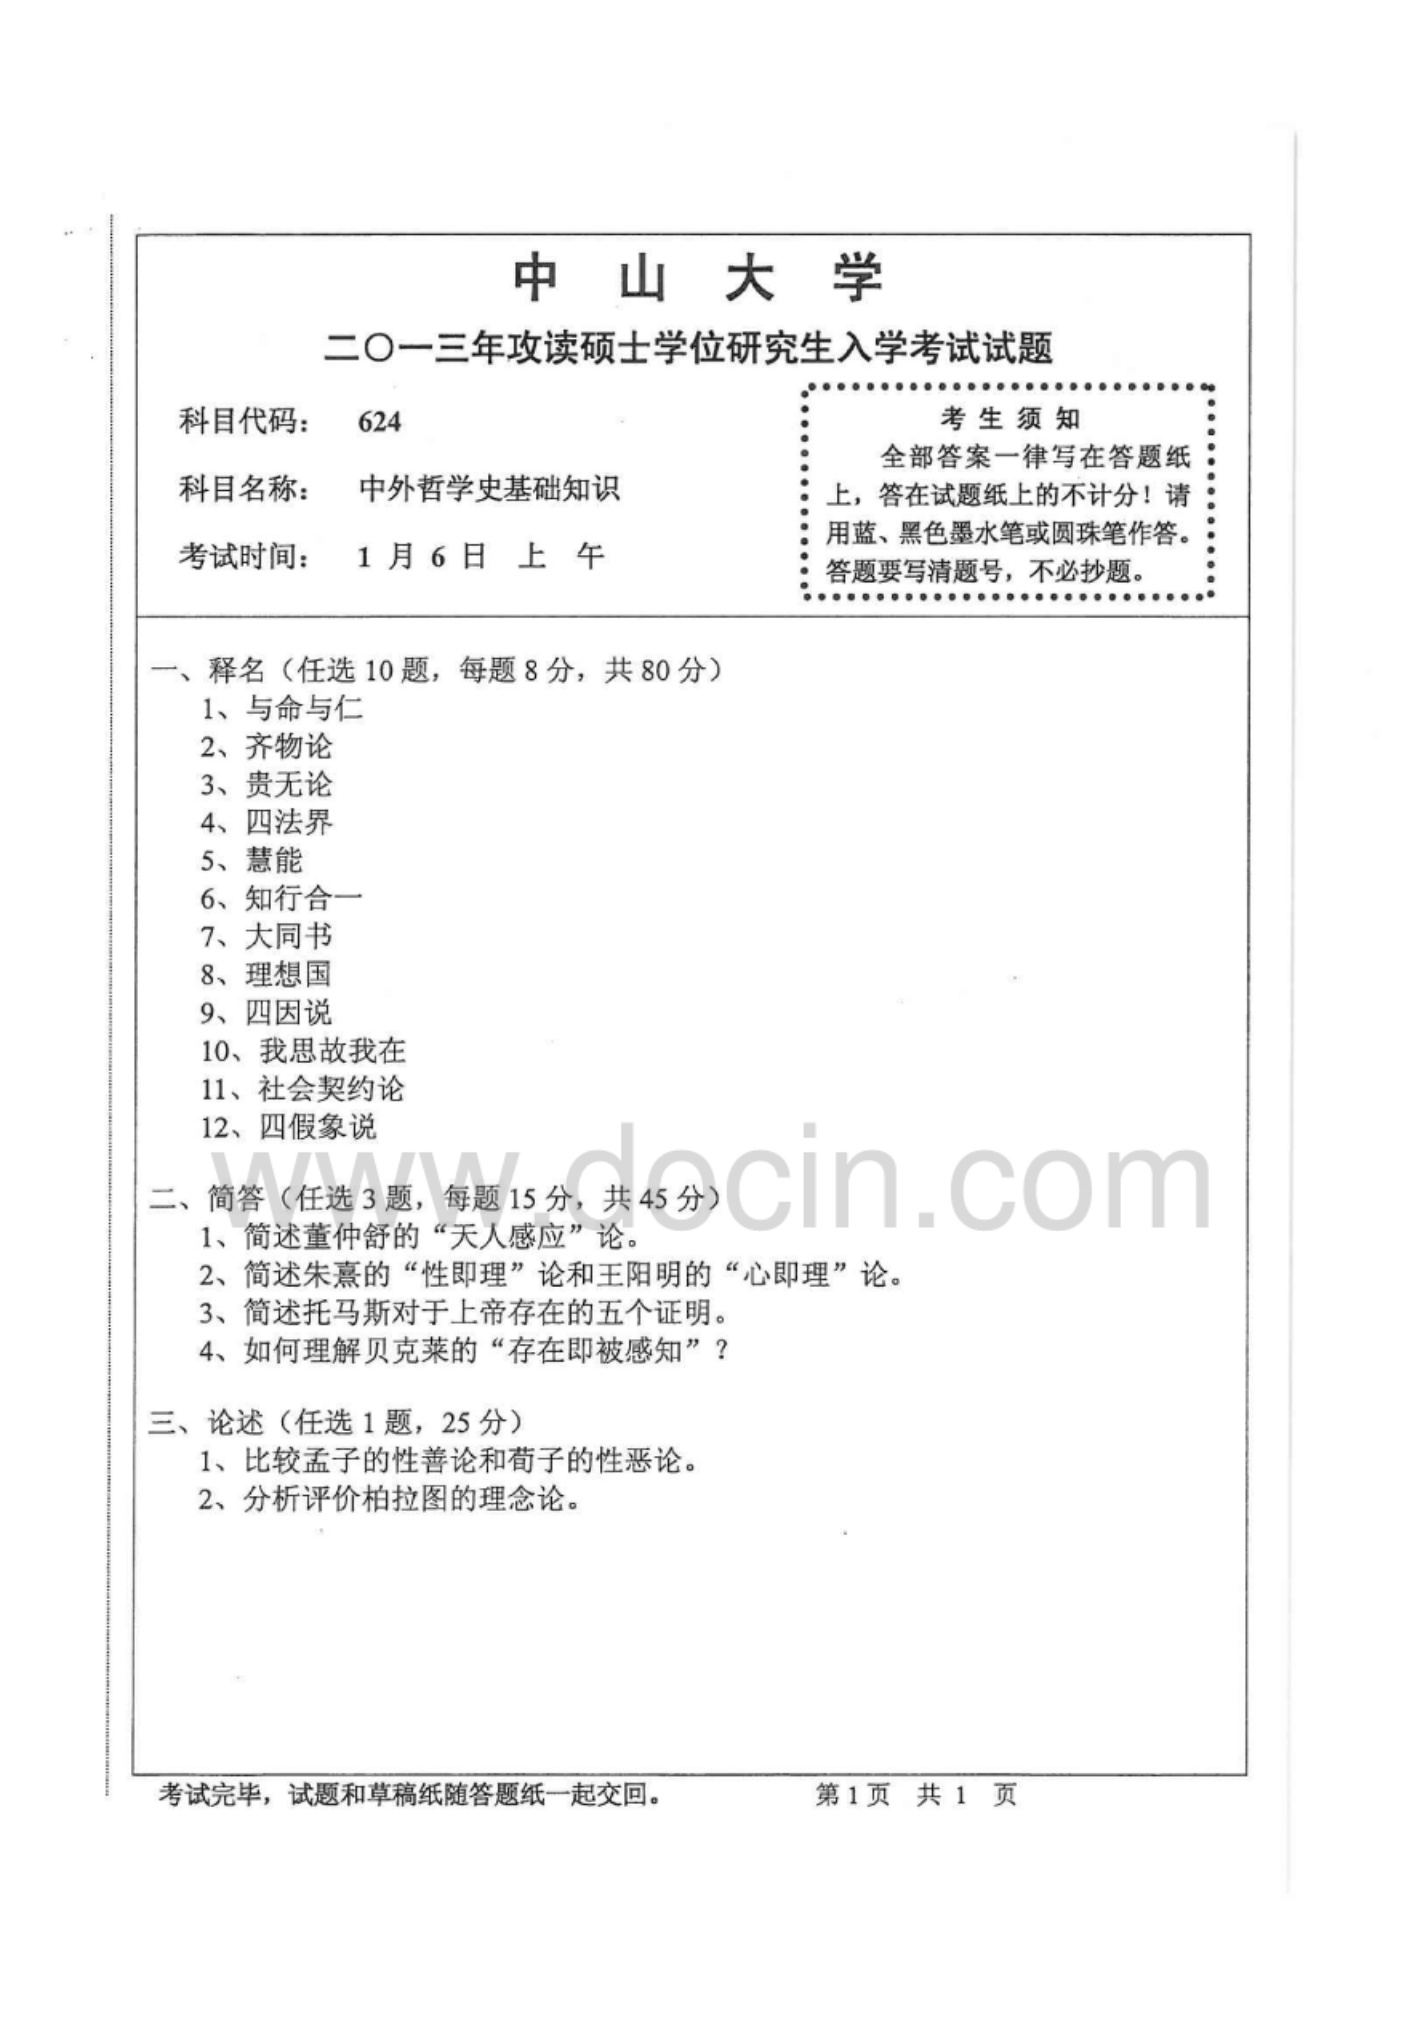 中 山 大 学
二〇一三年攻读硕士学位研究生入学考试试题
科目代码： 624
科目名称： 中外哲学史基础知识
考试时间： 1 月 6 日 上 午
考 生 须 知
全部答案一律写在答题纸
上，答在试题纸上的不计分！请
用蓝、黑色墨水笔或圆珠笔作答。
答题要写清题号，不必抄题。
一、释名（任选 10 题，每题 8 分，共 80 分）
1、与命与仁
2、齐物论
3、贵无论
4、四法界
5、慧能
6、知行合一
7、大同书
8、理想国
9、四因说
10、我思故我在
11、社会契约论
12、四假象说
www.docin.com
二、简答（任选 3 题，每题 15 分，共 45 分）
1、简述董仲舒的“天人感应”论。
2、简述朱熹的“性即理”论和王阳明的“心即理”论。
3、简述托马斯对于上帝存在的五个证明。
4、如何理解贝克莱的“存在即被感知”？
三、论述（任选 1 题，25 分）
1、比较孟子的性善论和荀子的性恶论。
2、分析评价柏拉图的理念论。
考试完毕，试题和草稿纸随答题纸一起交回。 第 1 页 共 1 页